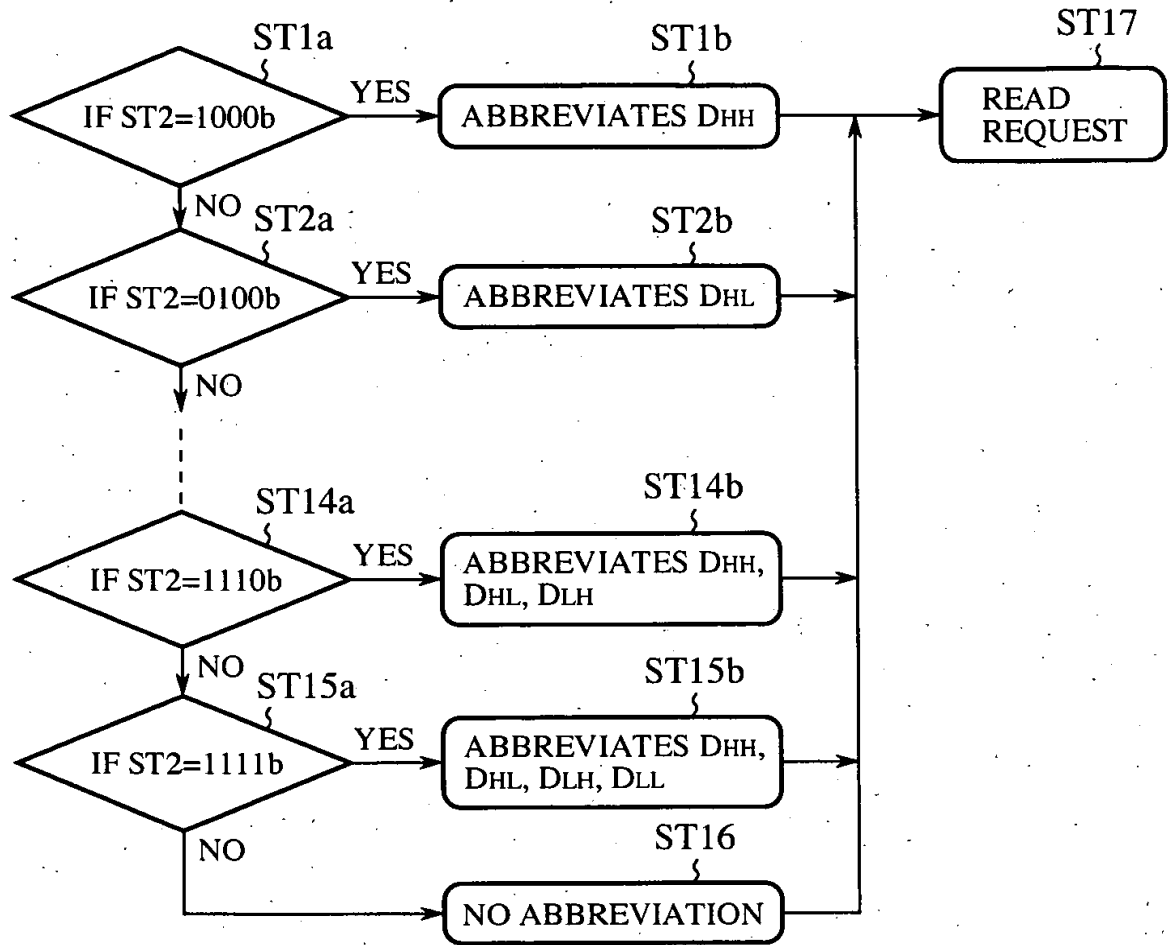 ST1a
ST1b
ST17
IF ST2=1000b
YES
ABBREVIATES DHH
READ
REQUEST
NO
ST2a
ST2b
IF ST2=0100b
YES
ABBREVIATES DHL
NO
ST14a
ST14b
IF ST2=1110b
YES
ABBREVIATES DHH,
DHL, DLH
NO
ST15a
ST15b
IF ST2=1111b
YES
ABBREVIATES DHH,
DHL, DLH, DLL
NO
ST16
NO ABBREVIATION